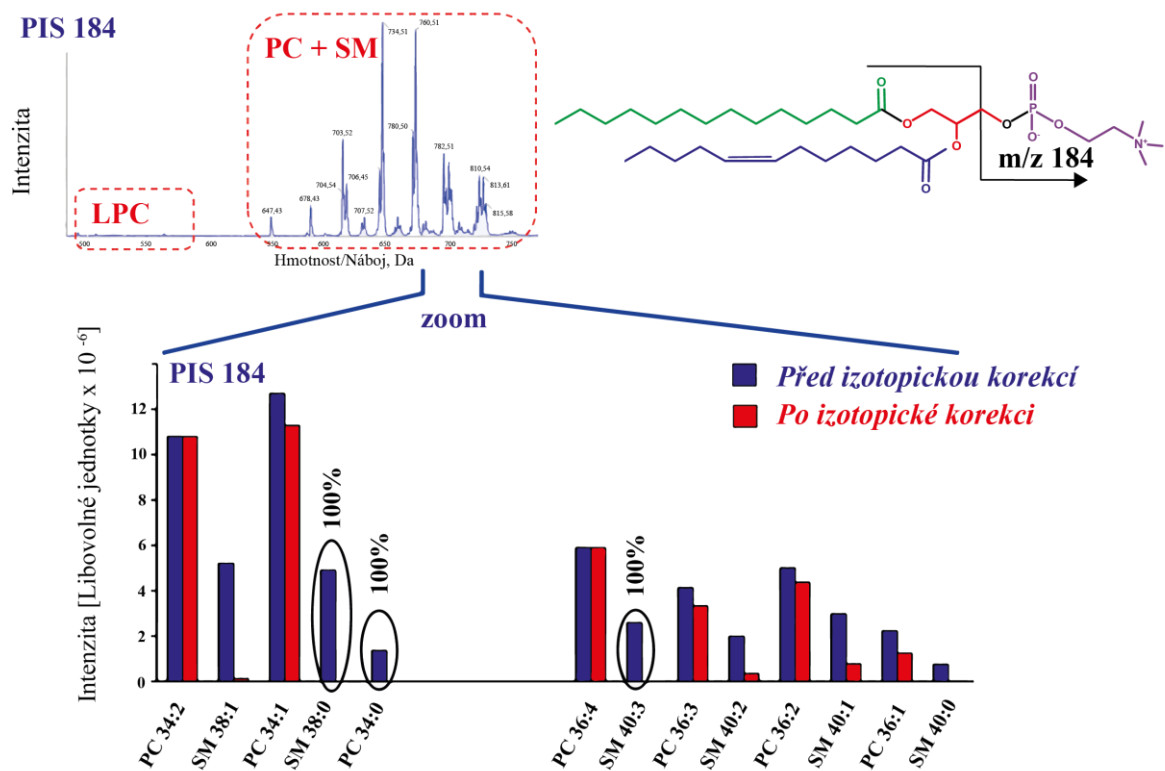 PIS 184
PC + SM
LPC
Intenzita
734,51
760,51
780,50
703,52
704,54
706,45
707,52
678,43
647,43
782,51
810,54
813,61
815,58
500
550
600
650
700
750
Hmotnost/Náboj, Da
O
O
O
O
O
P
O
O-
O
N+
m/z 184
zoom
PIS 184
Před izotopickou korekcí
Po izotopické korekci
Intenzita [Libovolné jednotky x 10 -6]
12
10
8
6
4
2
0
100%
100%
100%
PC 34:2
SM 38:1
PC 34:1
SM 38:0
PC 34:0
PC 36:4
SM 40:3
PC 36:3
SM 40:2
PC 36:2
SM 40:1
PC 36:1
SM 40:0